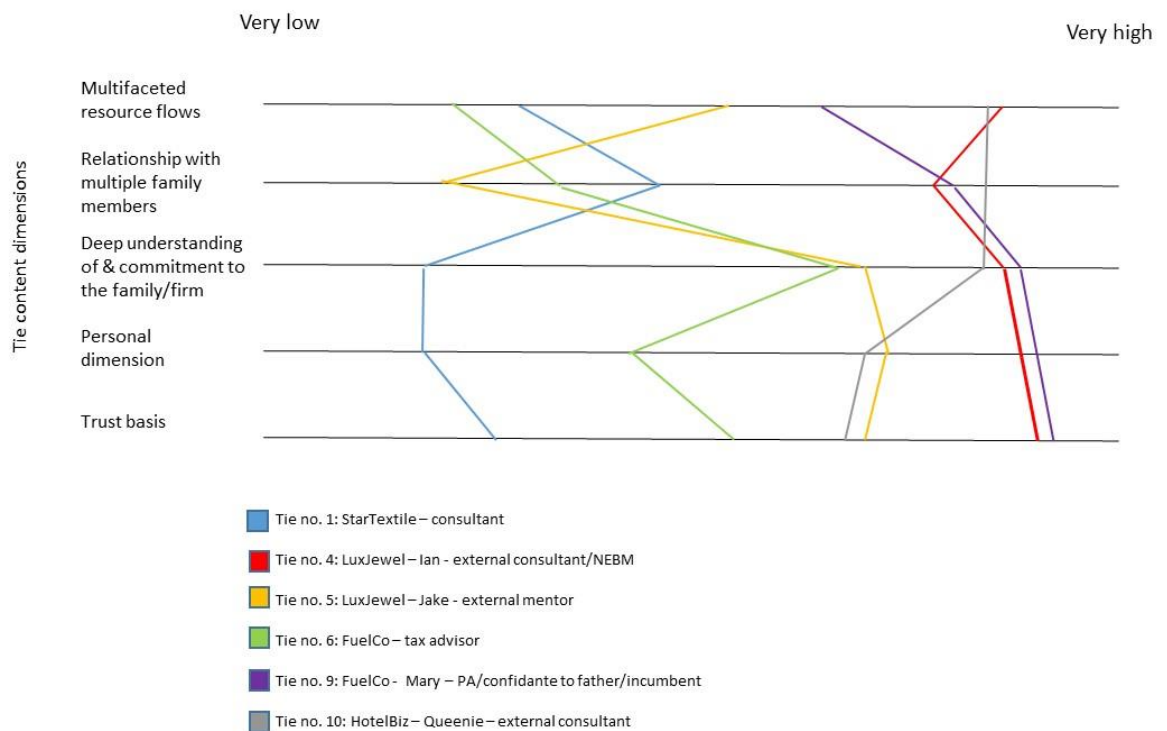 Very low
Very high
Multifaceted
resource flows
Relationship with
multiple family
members
Deep understanding
of & commitment to
the family/firm
Personal
dimension
Trust basis
Tie content dimensions
Tie no. 1: StarTextile – consultant
Tie no. 4: LuxJewel – Ian - external consultant/NEBM
Tie no. 5: LuxJewel – Jake - external mentor
Tie no. 6: FuelCo – tax advisor
Tie no. 9: FuelCo - Mary – PA/confidante to father/incumbent
Tie no. 10: HotelBiz – Queenie – external consultant